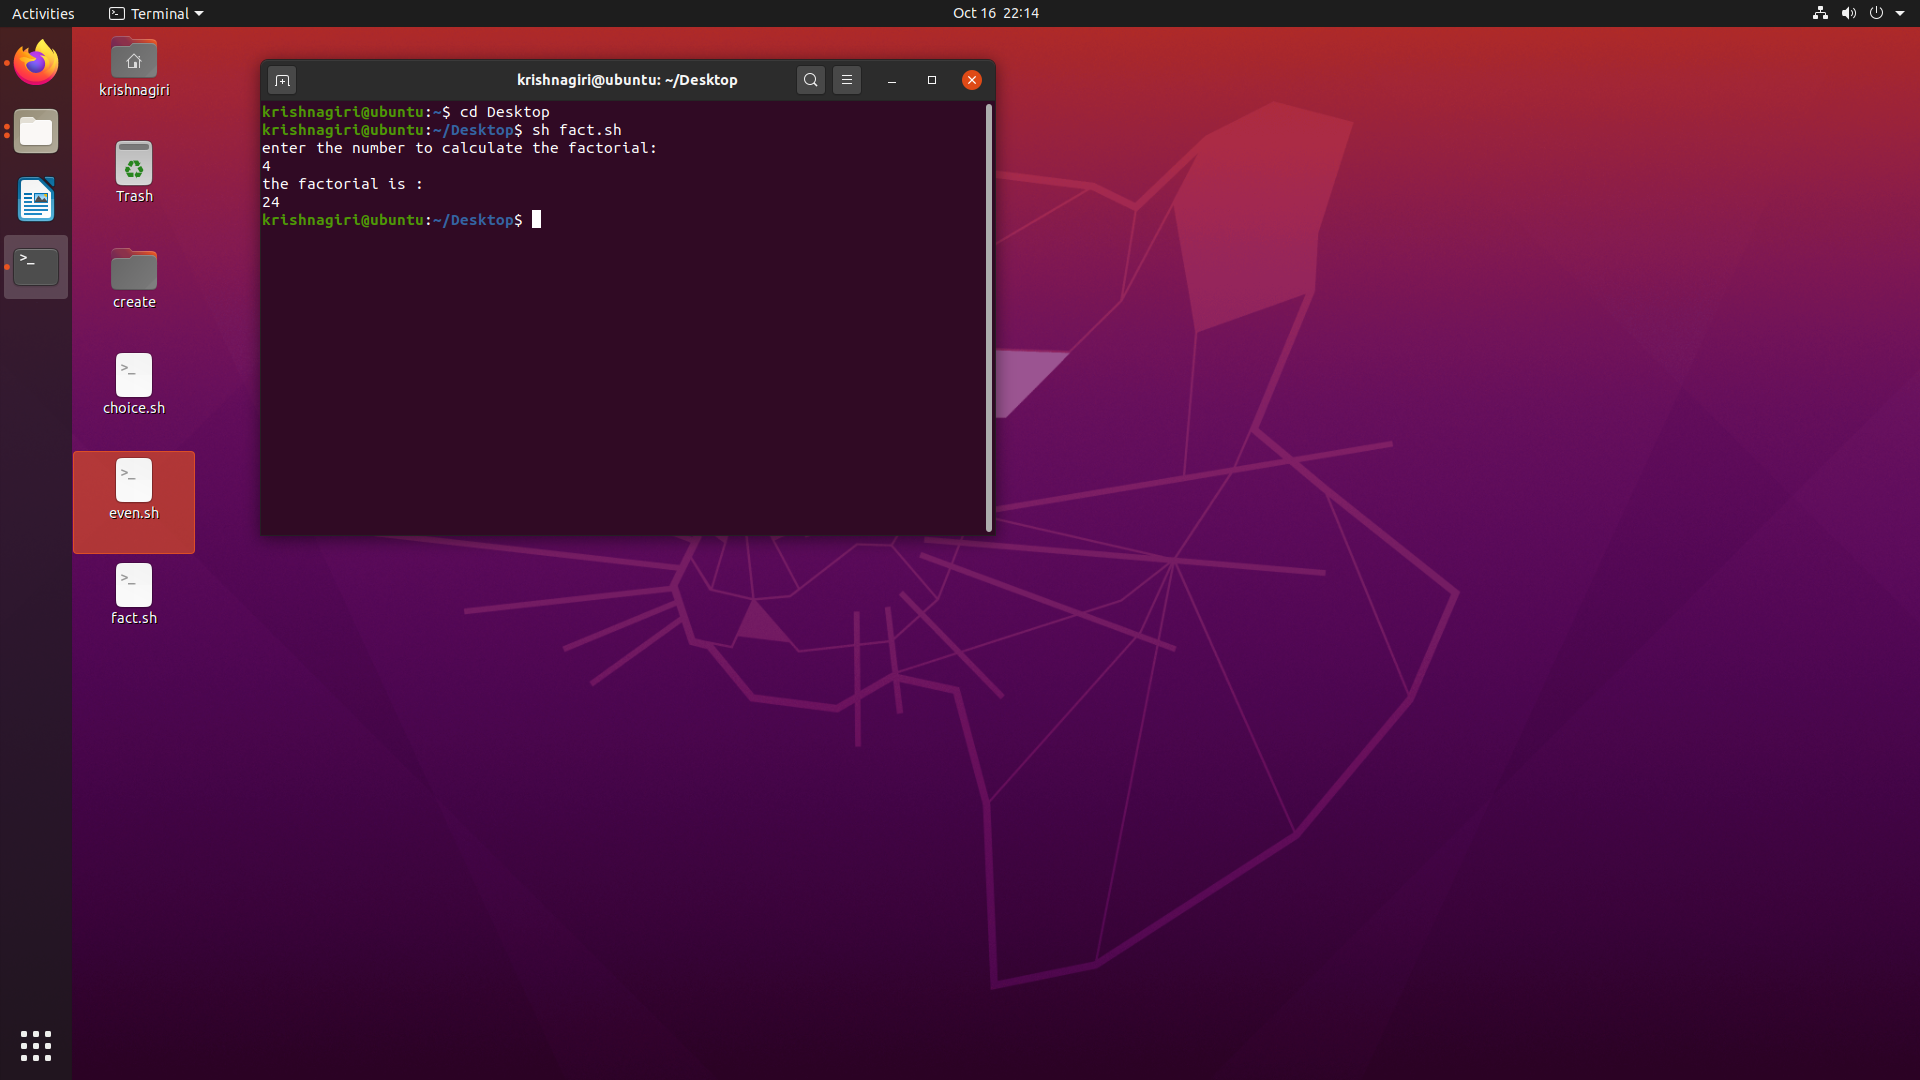 Activities
Terminal
Oct 16 22:14
krishnagiri
Trash
create
>_
choice.sh
>_
even.sh
>_
fact.sh
>_
krishnagiri@ubuntu: ~/Desktop
krishnagiri@ubuntu:~$ cd Desktop
krishnagiri@ubuntu:~/Desktop$ sh fact.sh
enter the number to calculate the factorial:
4
the factorial is :
24
krishnagiri@ubuntu:~/Desktop$